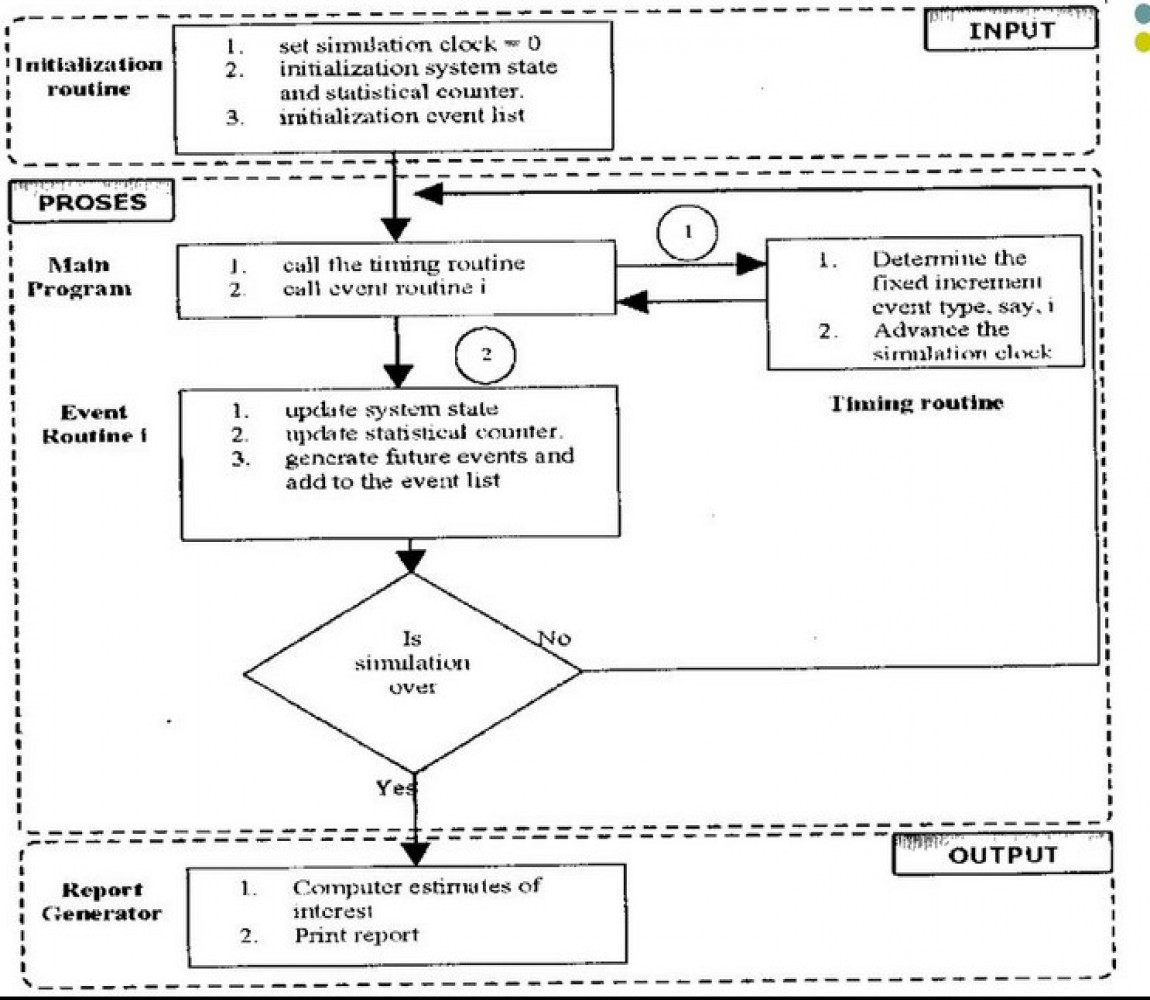 INPUT
Initialization
routine
1. set simulation clock = 0
2. initialization system state
and statistical counter.
3. initialization event list
PROSES
Main
Program
1. call the timing routine
2. call event routine i
1
1. Determine the
fixed increment
event type, say, i
2. Advance the
simulation clock
Timing routine
2
Event
Routine i
1. update system state
2. update statistical counter.
3. generate future events and
add to the event list
Is
simulation
over
No
Yes
OUTPUT
Report
Generator
1. Computer estimates of
interest
2. Print report